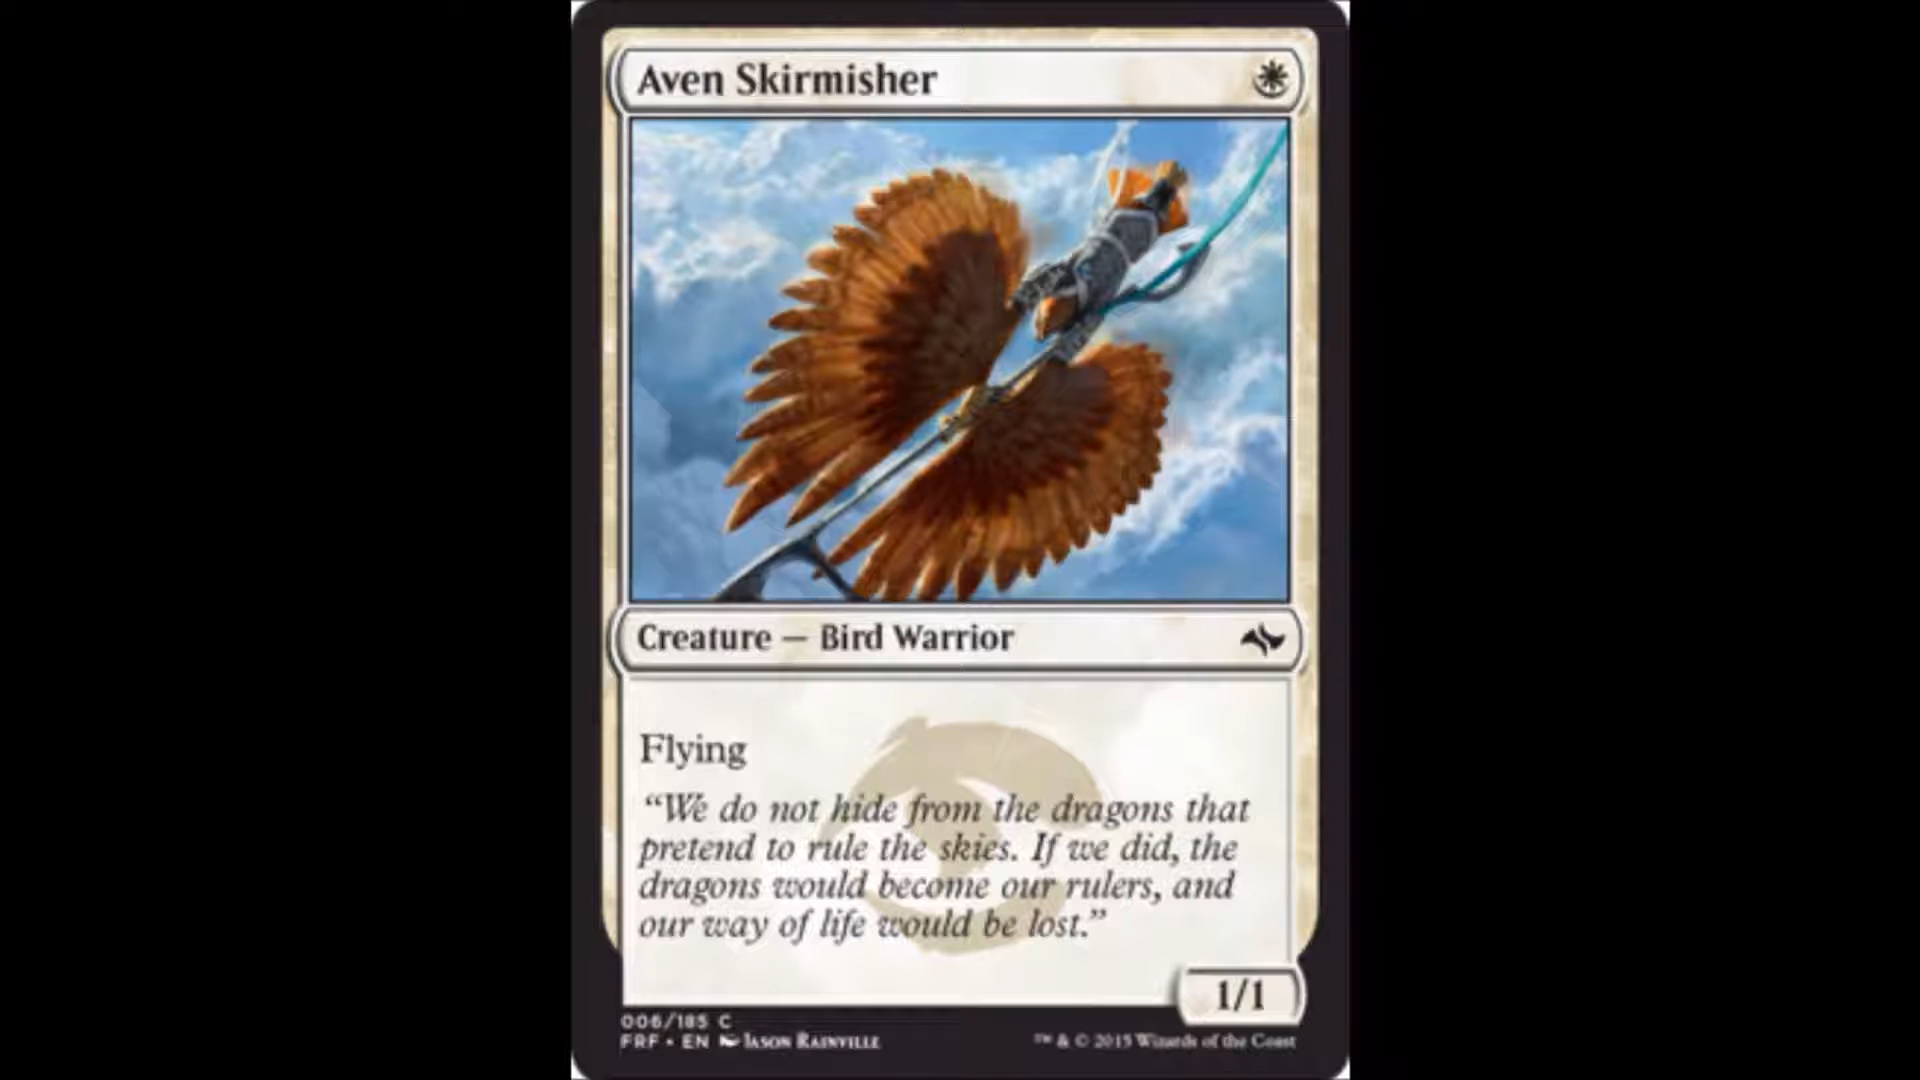 Aven Skirmisher
Creature — Bird Warrior
Flying
“We do not hide from the dragons that
pretend to rule the skies. If we did, the
dragons would become our rulers, and
our way of life would be lost.”
1/1
006/185 C
FRF • EN Jason Rainville
™ & © 2015 Wizards of the Coast